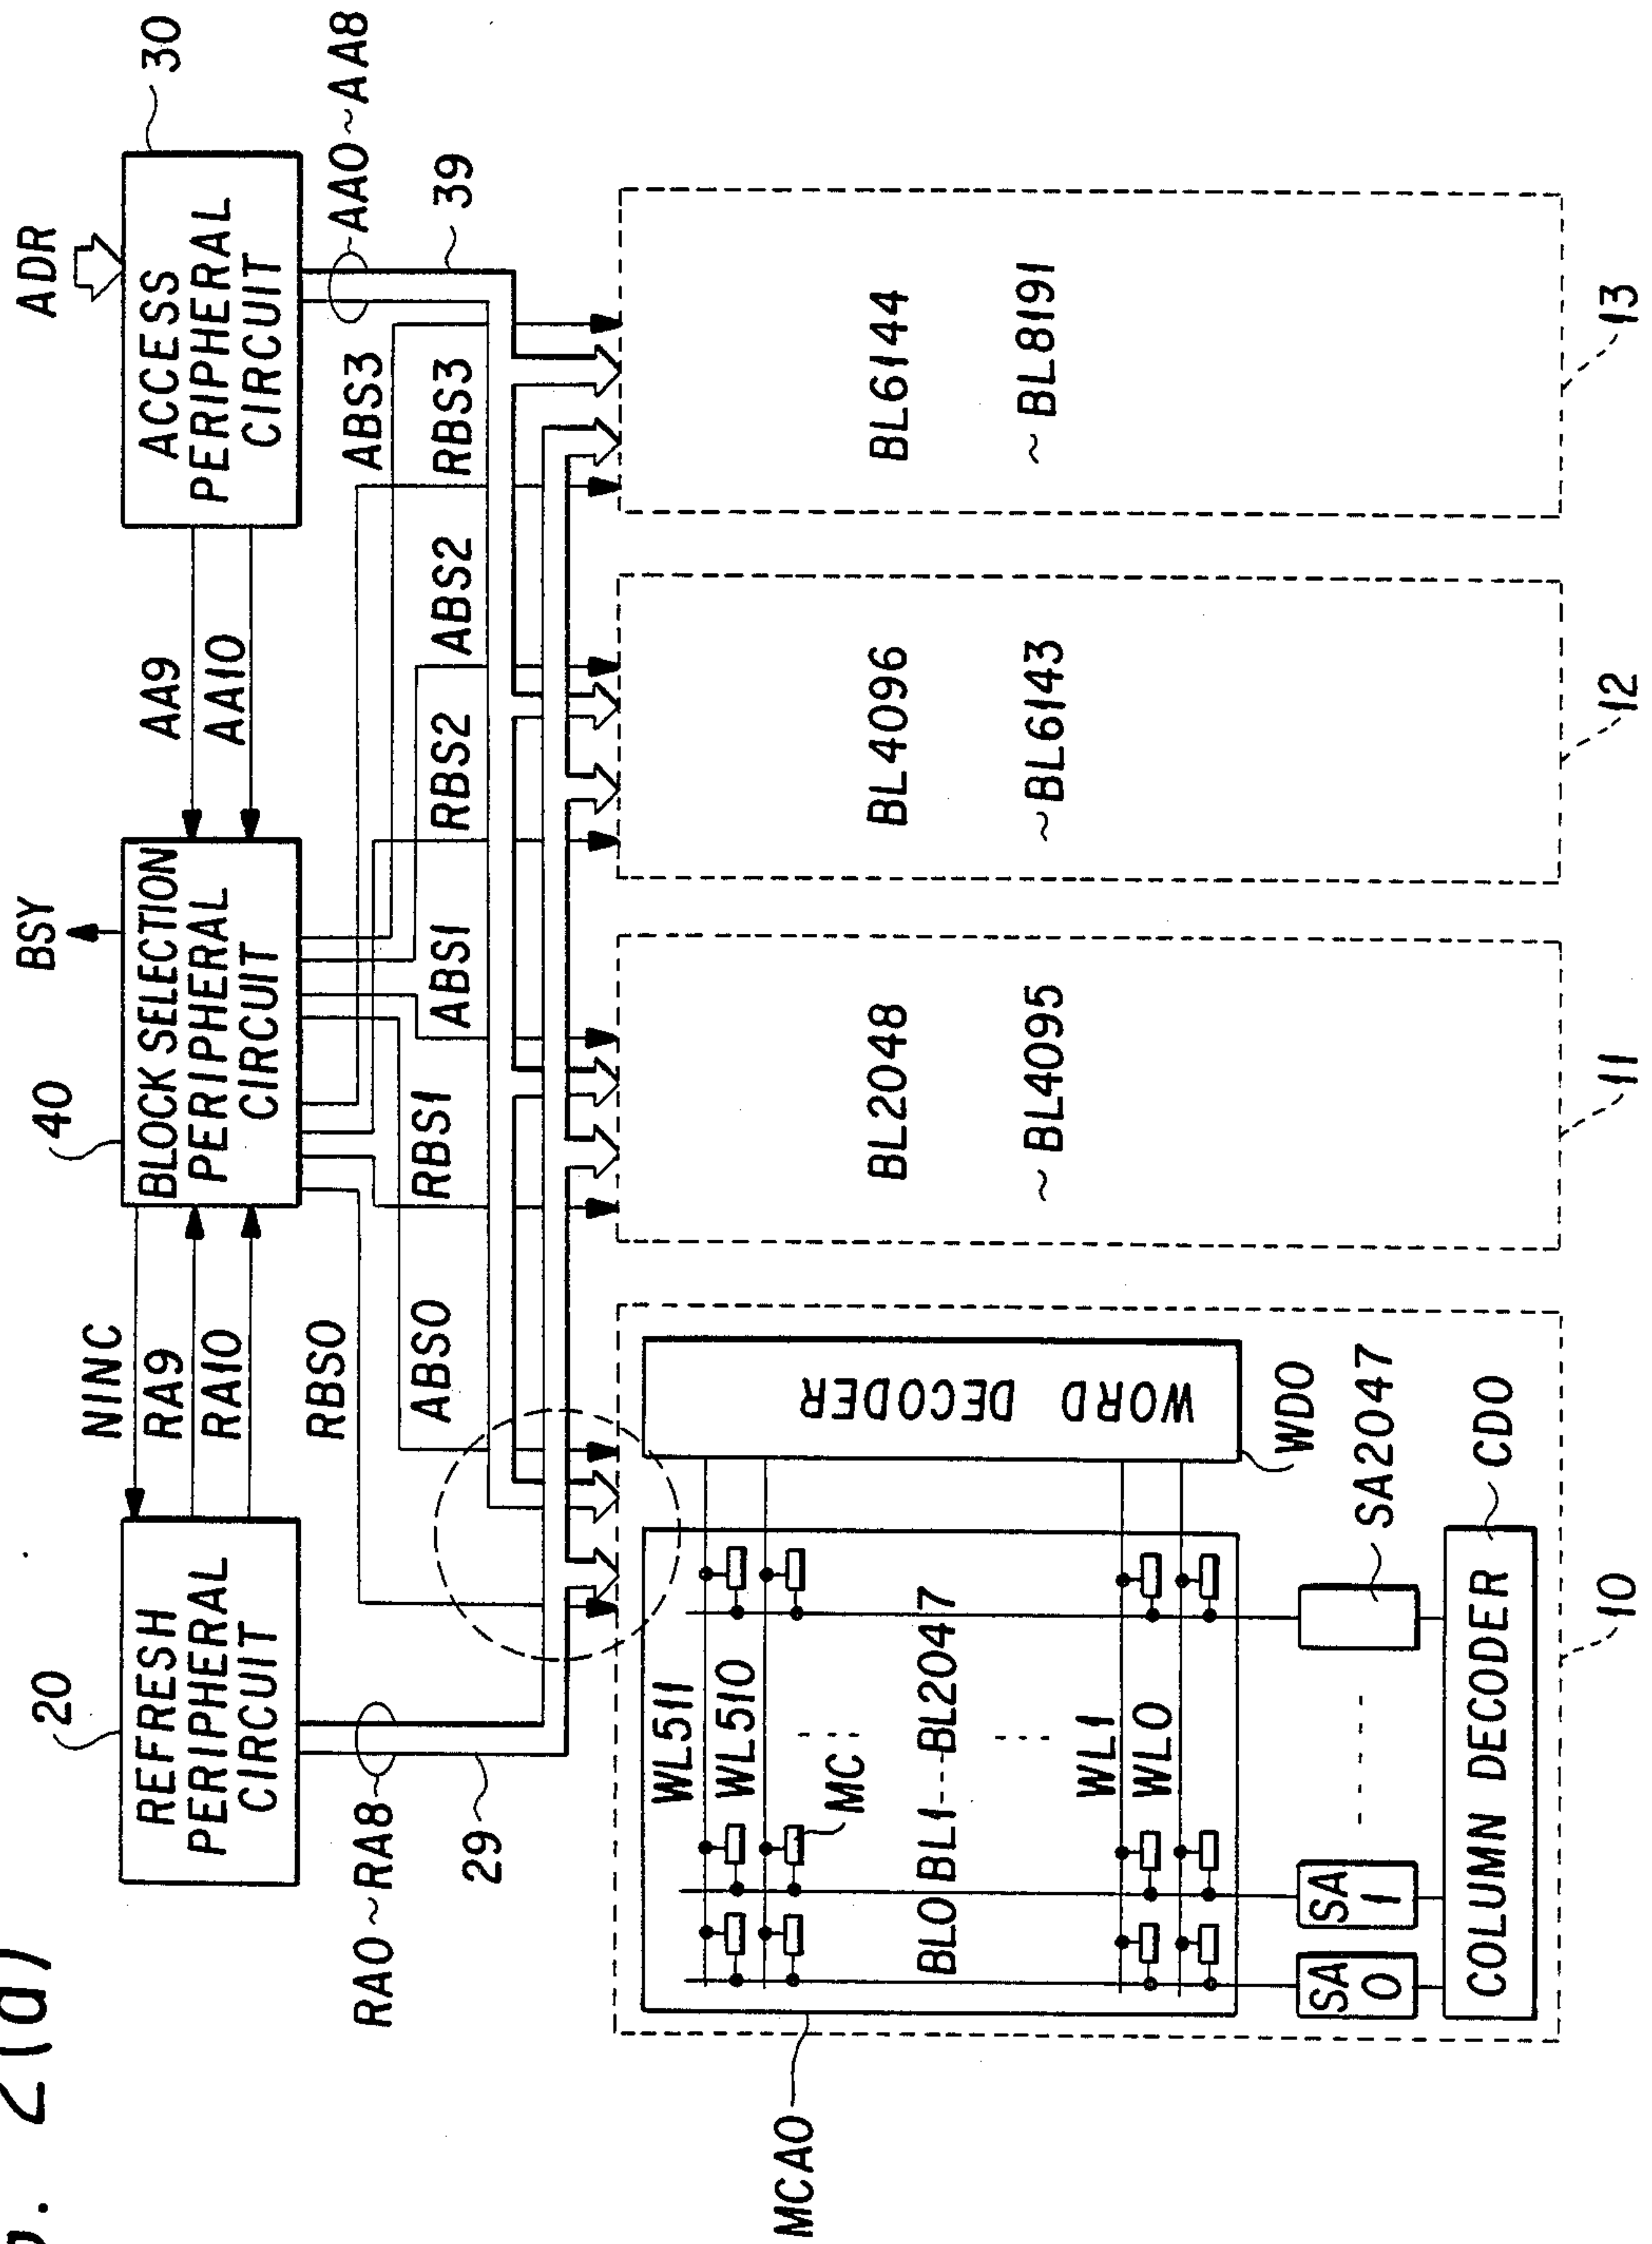 2(a)
ADR
BSY
20
REFRESH
PERIPHERAL
CIRCUIT
40
BLOCK SELECTION
PERIPHERAL
CIRCUIT
30
ACCESS
PERIPHERAL
CIRCUIT
NINC
RA9
RA10
AA9
AA10
RA0~RA8
29
AA0~AA8
39
RBS0
ABS0
RBS1
ABS1
RBS2
ABS2
RBS3
ABS3
MCA0
WL511
WL510
MC
BL0 BL1---BL2047
WL1
WL0
WORD DECODER
WD0
SA
0
SA
1
SA2047
COLUMN DECODER
CD0
10
BL2048
~BL4095
11
BL4096
~BL6143
12
BL6144
~BL8191
13